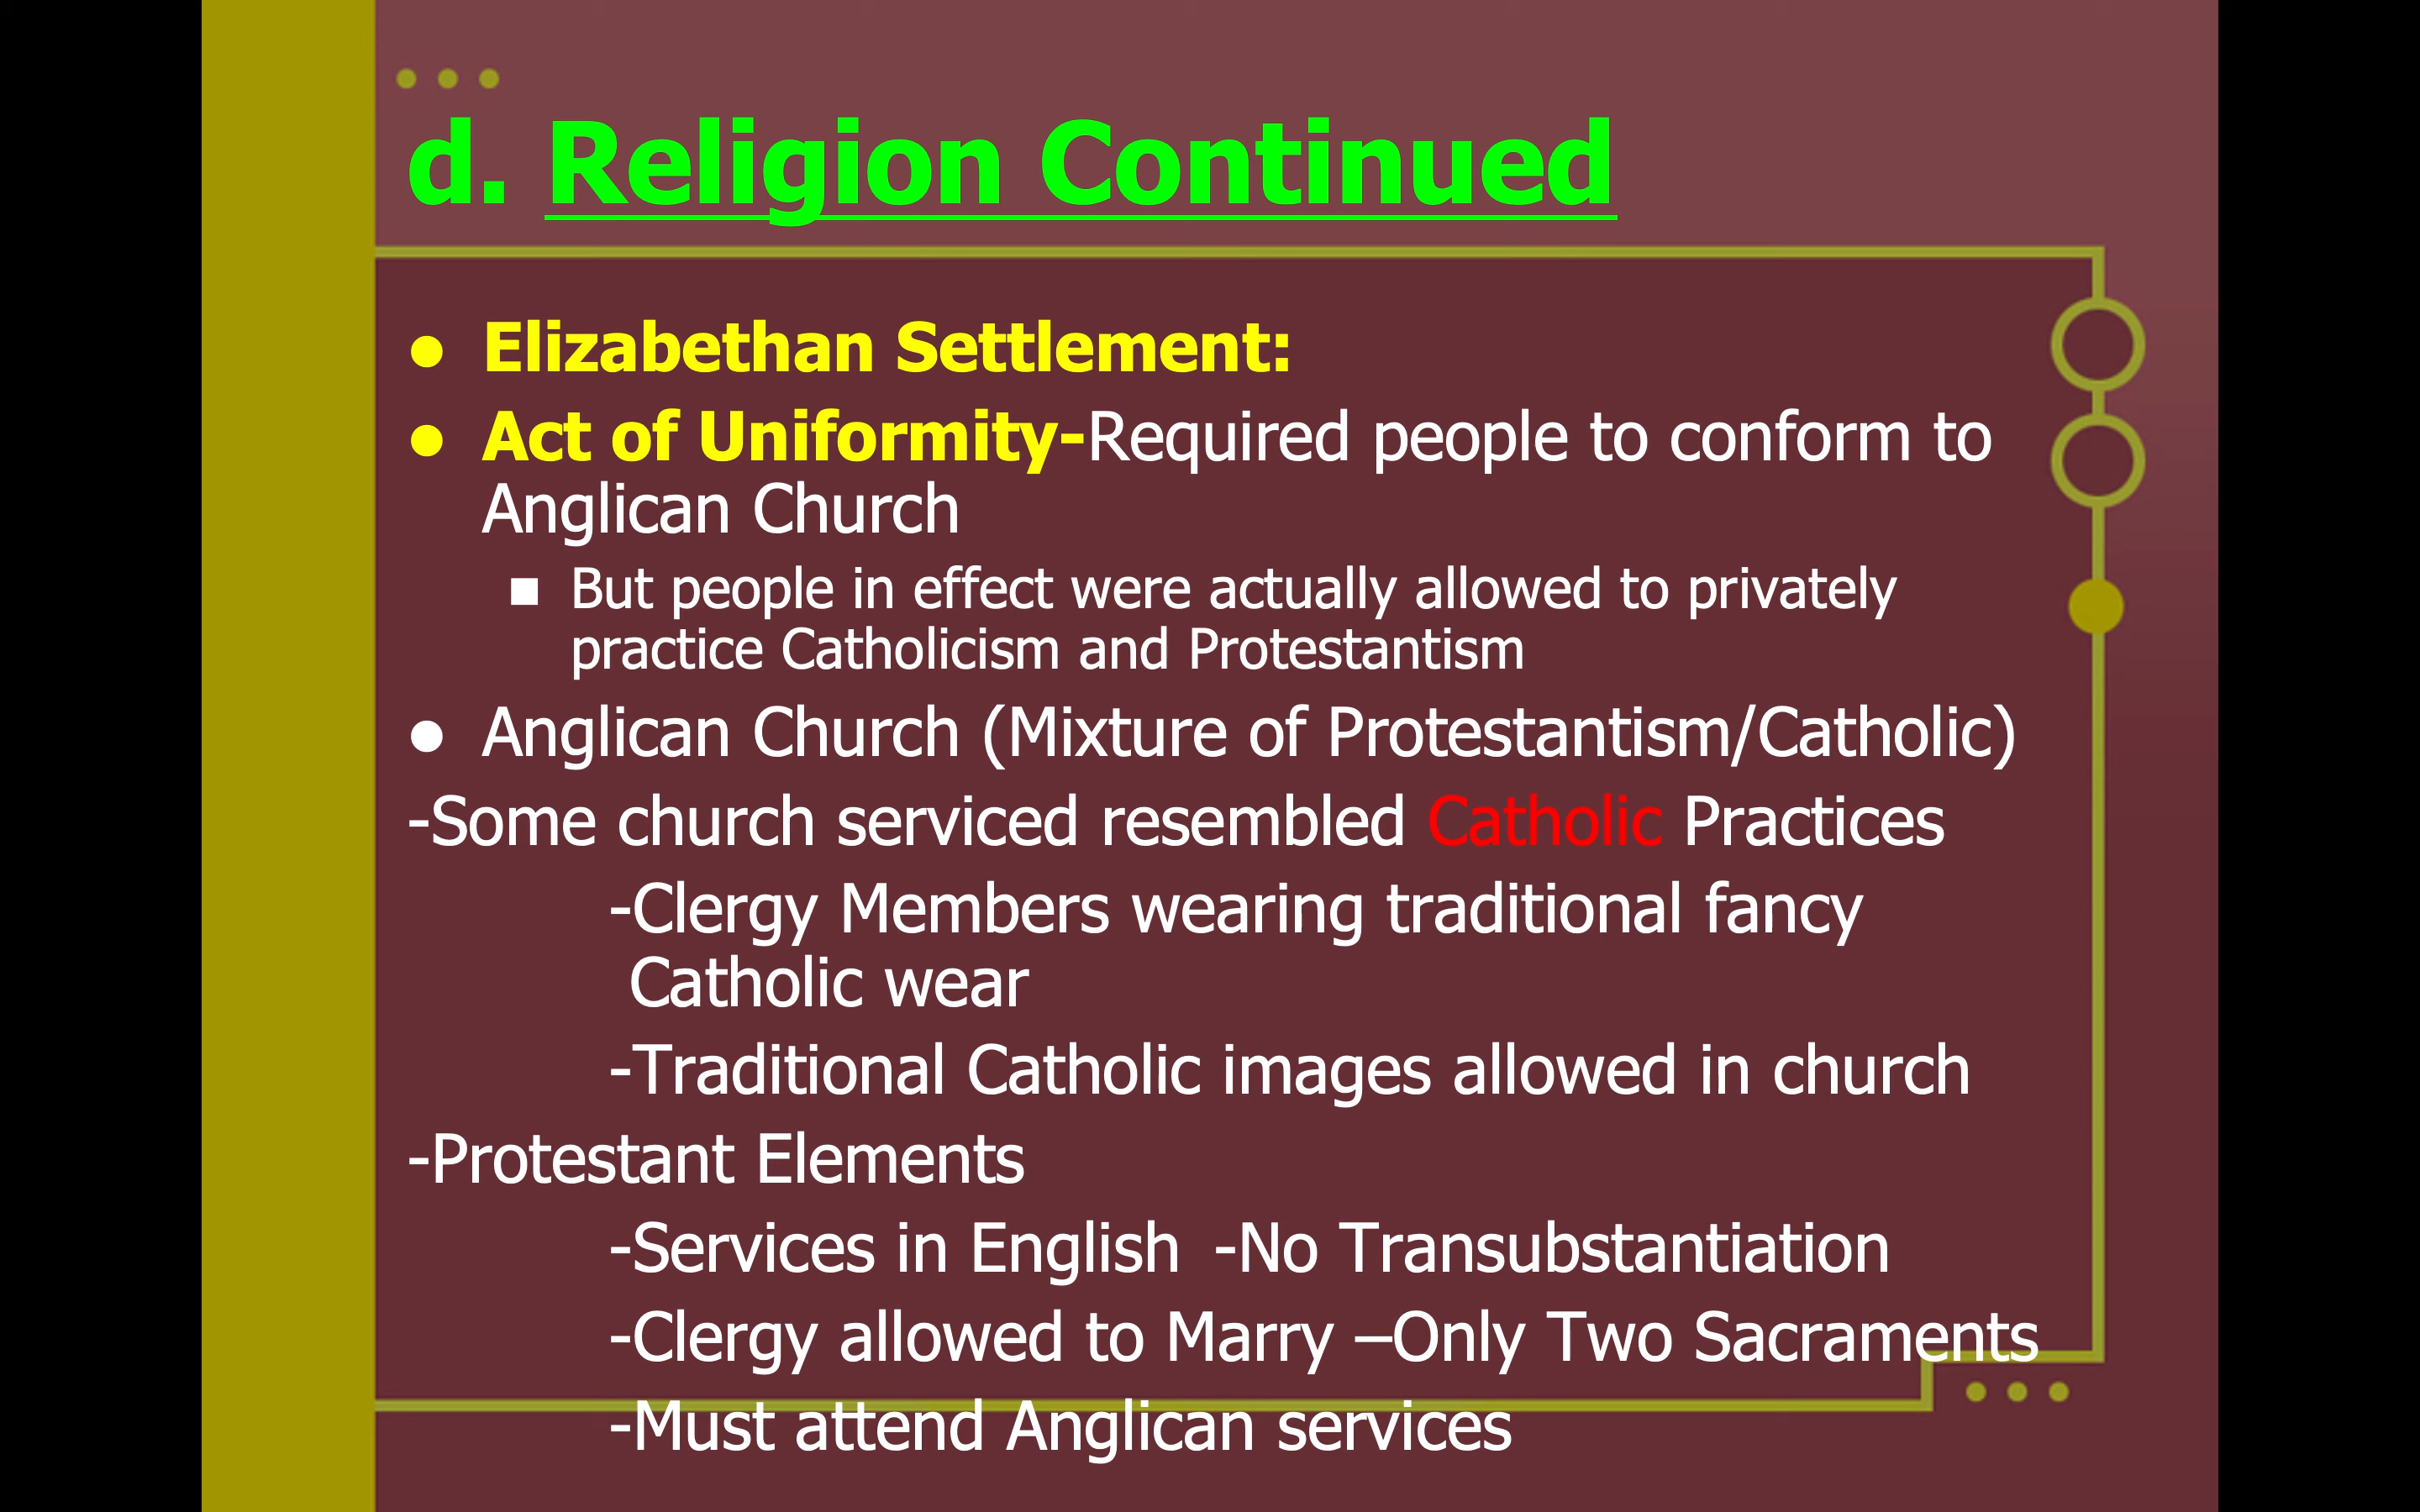 d. Religion Continued
● Elizabethan Settlement:
● Act of Uniformity-Required people to conform to
Anglican Church
■ But people in effect were actually allowed to privately
practice Catholicism and Protestantism
● Anglican Church (Mixture of Protestantism/Catholic)
-Some church serviced resembled Catholic Practices
-Clergy Members wearing traditional fancy
Catholic wear
-Traditional Catholic images allowed in church
-Protestant Elements
-Services in English -No Transubstantiation
-Clergy allowed to Marry –Only Two Sacraments
-Must attend Anglican services